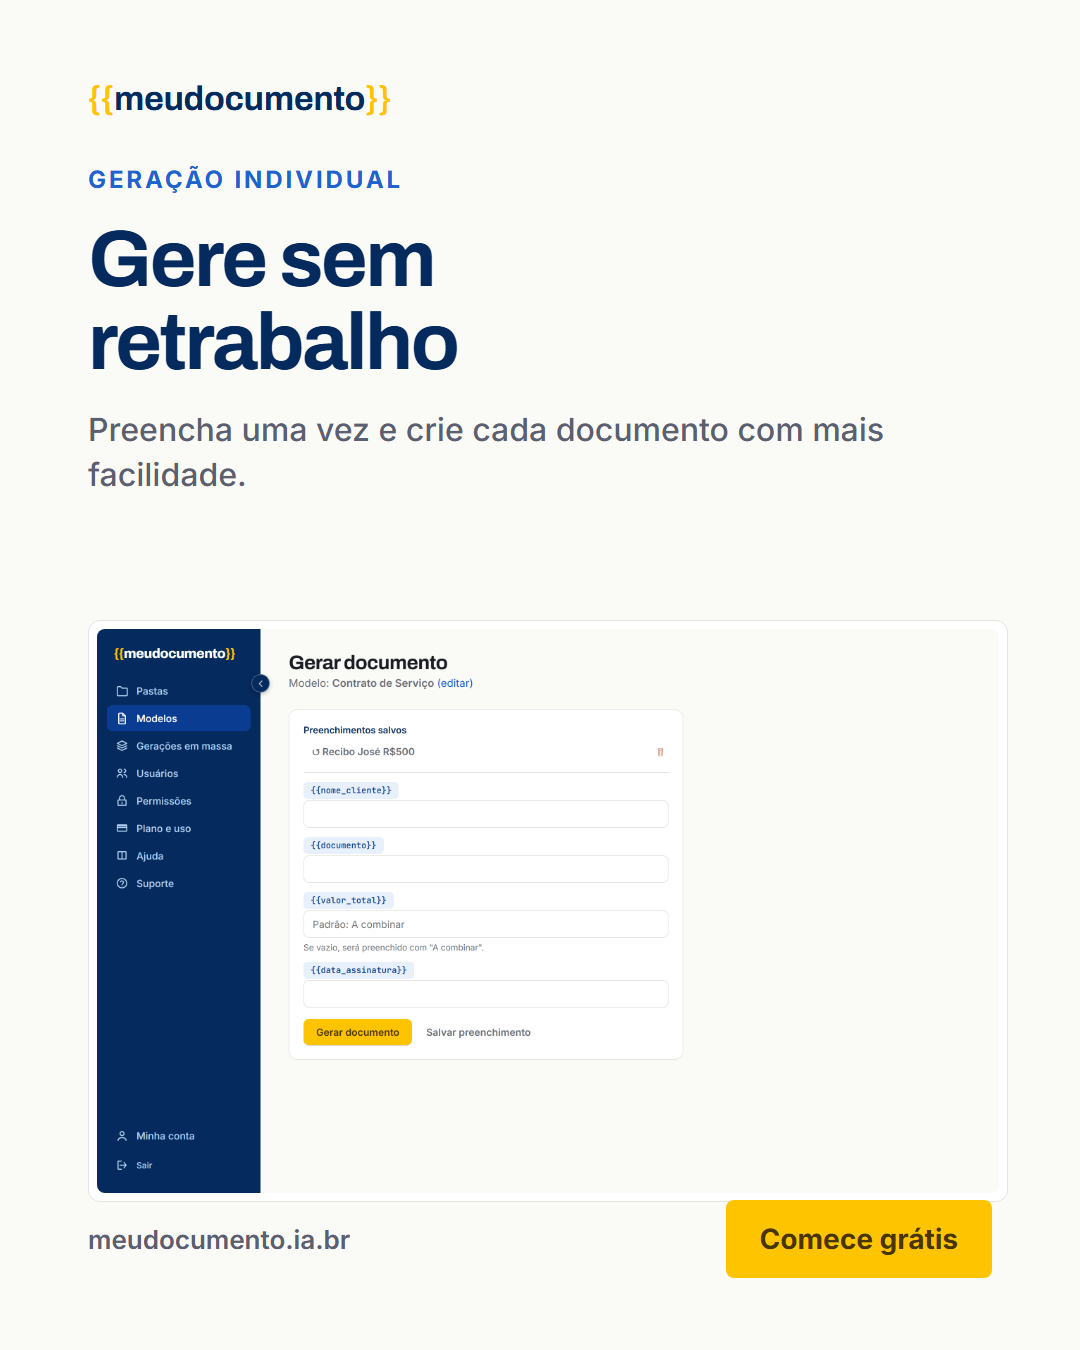 {{meudocumento}}
GERAÇÃO INDIVIDUAL
Gere sem
retrabalho
Preencha uma vez e crie cada documento com mais
facilidade.
{{meudocumento}}
Pastas
Modelos
Gerações em massa
Usuários
Permissões
Plano e uso
Ajuda
Suporte
Minha conta
Sair
Gerar documento
Modelo: Contrato de Serviço (editar)
Preenchimentos salvos
↺ Recibo José R$500
{{nome_cliente}}
{{documento}}
{{valor_total}}
Padrão: A combinar
Se vazio, será preenchido com "A combinar".
{{data_assinatura}}
Gerar documento Salvar preenchimento
meudocumento.ia.br
Comece grátis